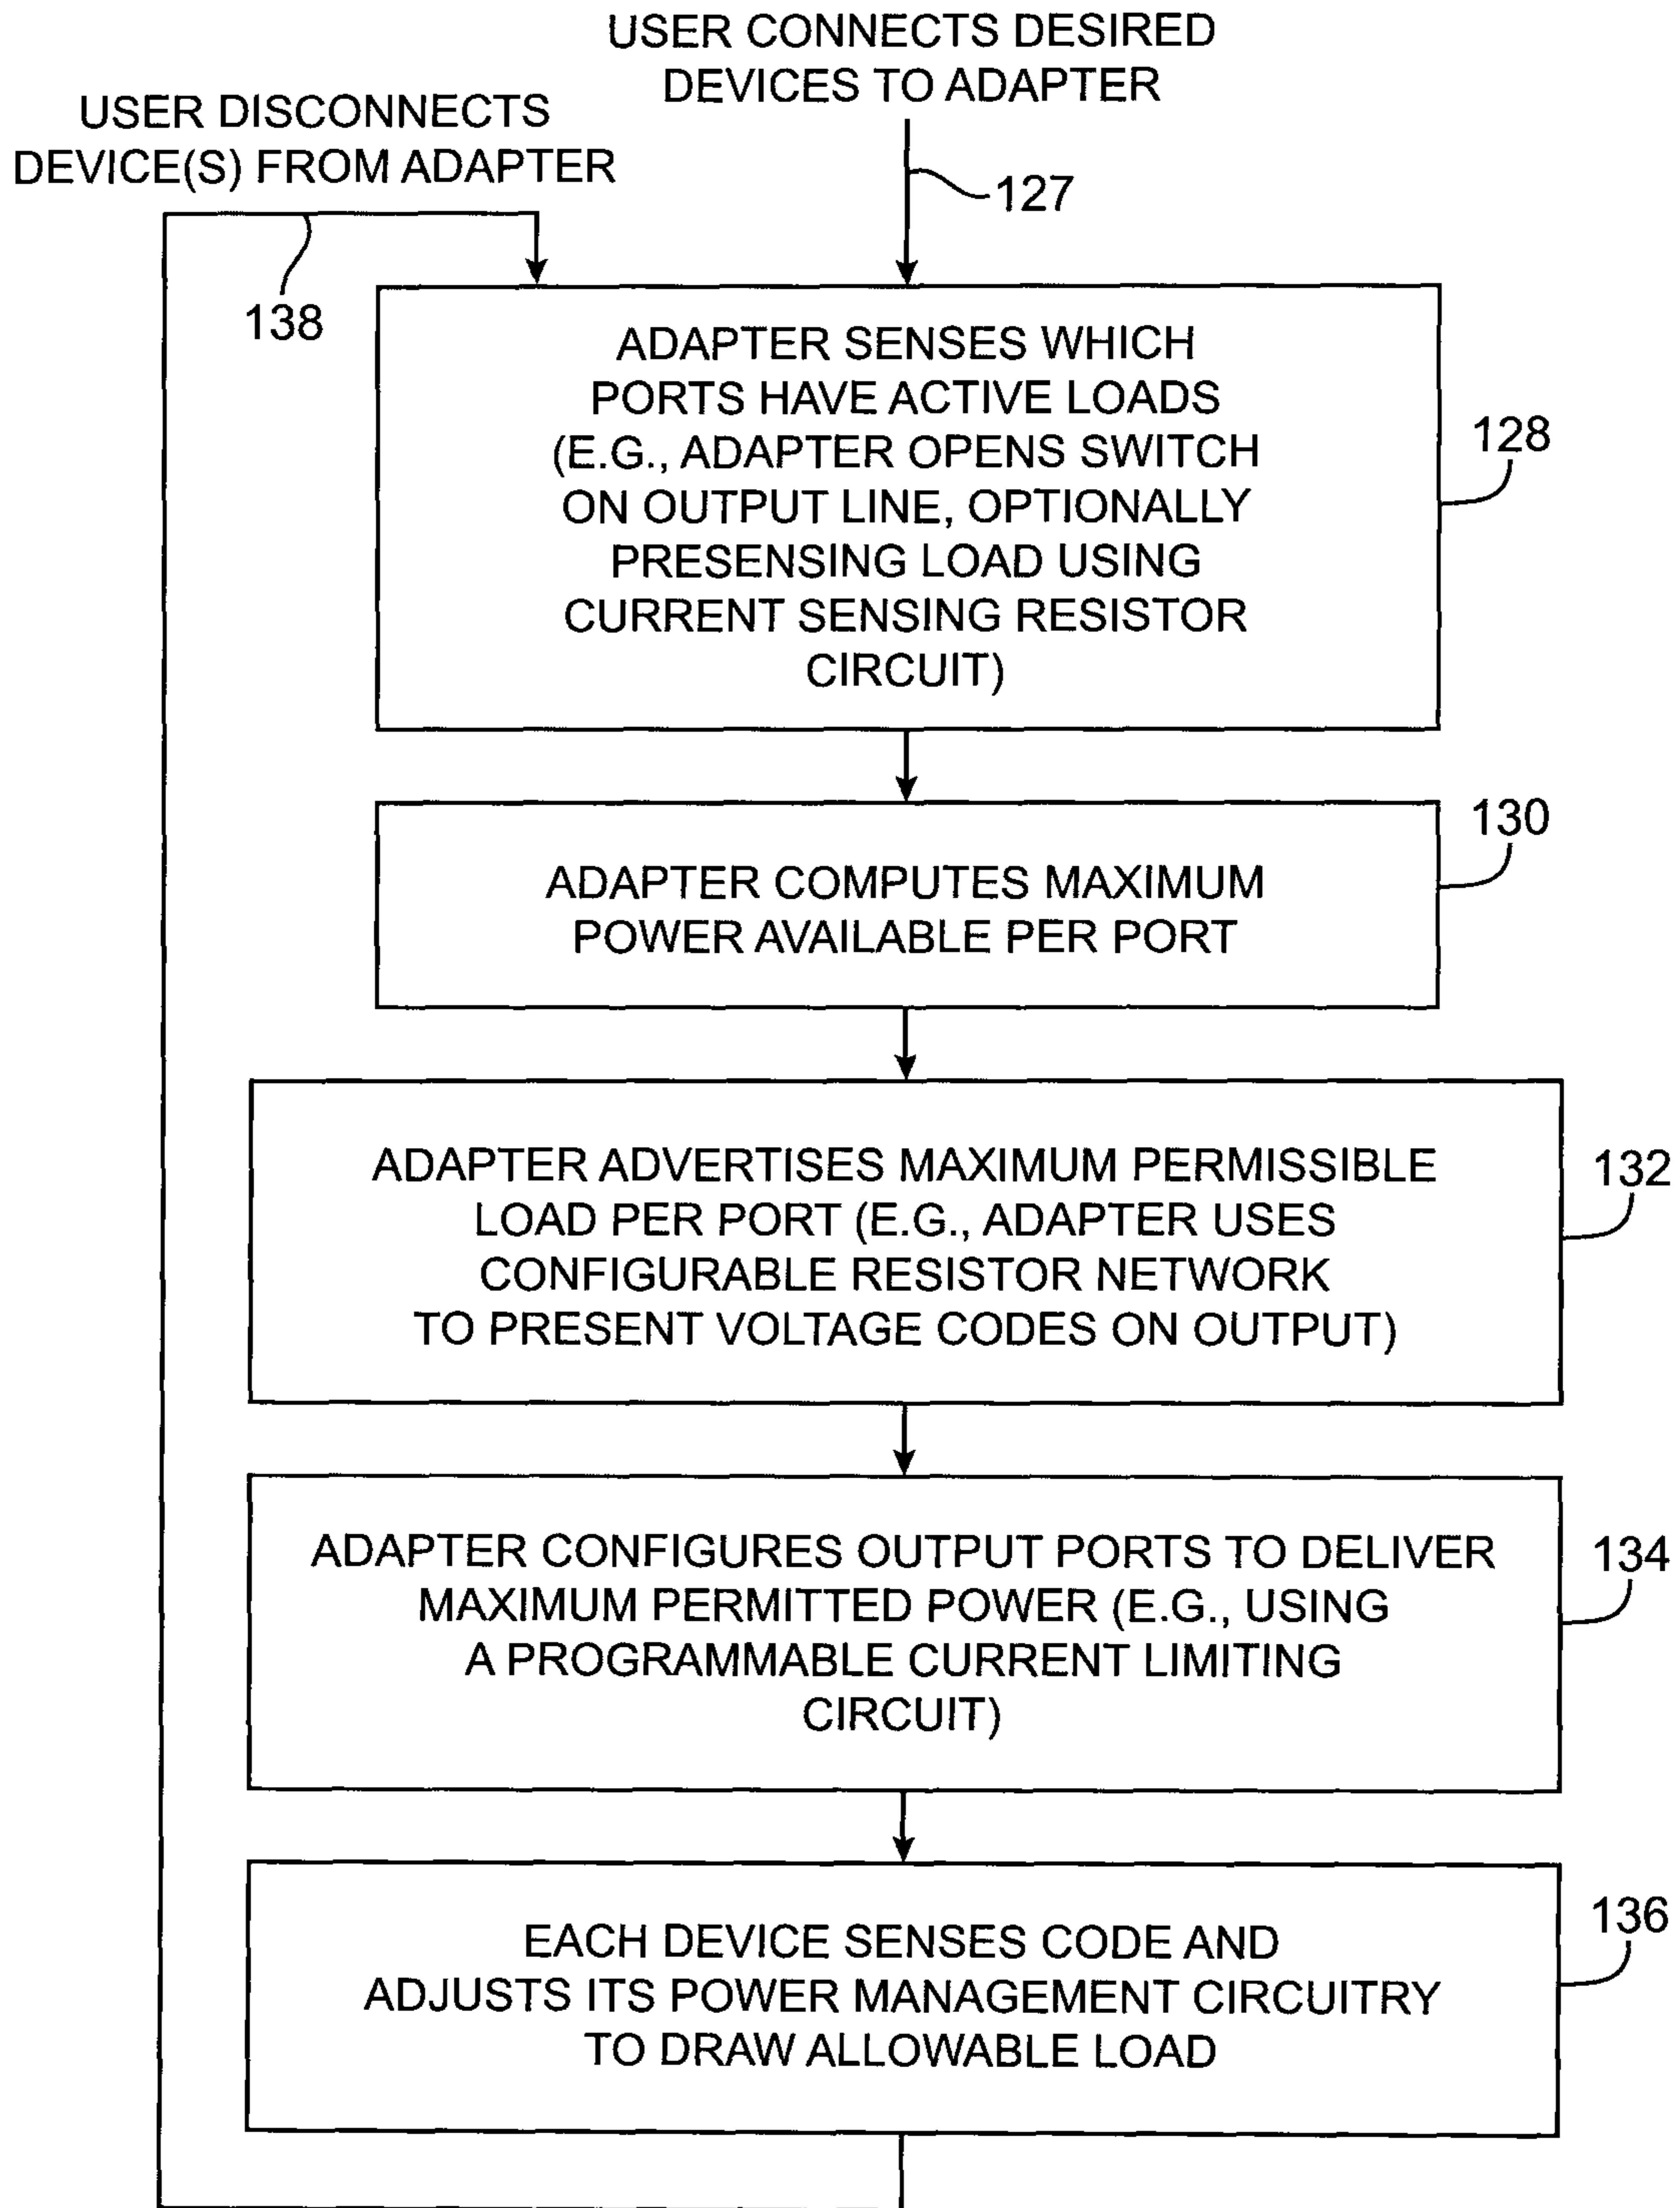 USER CONNECTS DESIRED
DEVICES TO ADAPTER
USER DISCONNECTS
DEVICE(S) FROM ADAPTER
127
138
ADAPTER SENSES WHICH
PORTS HAVE ACTIVE LOADS
(E.G., ADAPTER OPENS SWITCH
ON OUTPUT LINE, OPTIONALLY
PRESENSING LOAD USING
CURRENT SENSING RESISTOR
CIRCUIT)
128
ADAPTER COMPUTES MAXIMUM
POWER AVAILABLE PER PORT
130
ADAPTER ADVERTISES MAXIMUM PERMISSIBLE
LOAD PER PORT (E.G., ADAPTER USES
CONFIGURABLE RESISTOR NETWORK
TO PRESENT VOLTAGE CODES ON OUTPUT)
132
ADAPTER CONFIGURES OUTPUT PORTS TO DELIVER
MAXIMUM PERMITTED POWER (E.G., USING
A PROGRAMMABLE CURRENT LIMITING
CIRCUIT)
134
EACH DEVICE SENSES CODE AND
ADJUSTS ITS POWER MANAGEMENT CIRCUITRY
TO DRAW ALLOWABLE LOAD
136